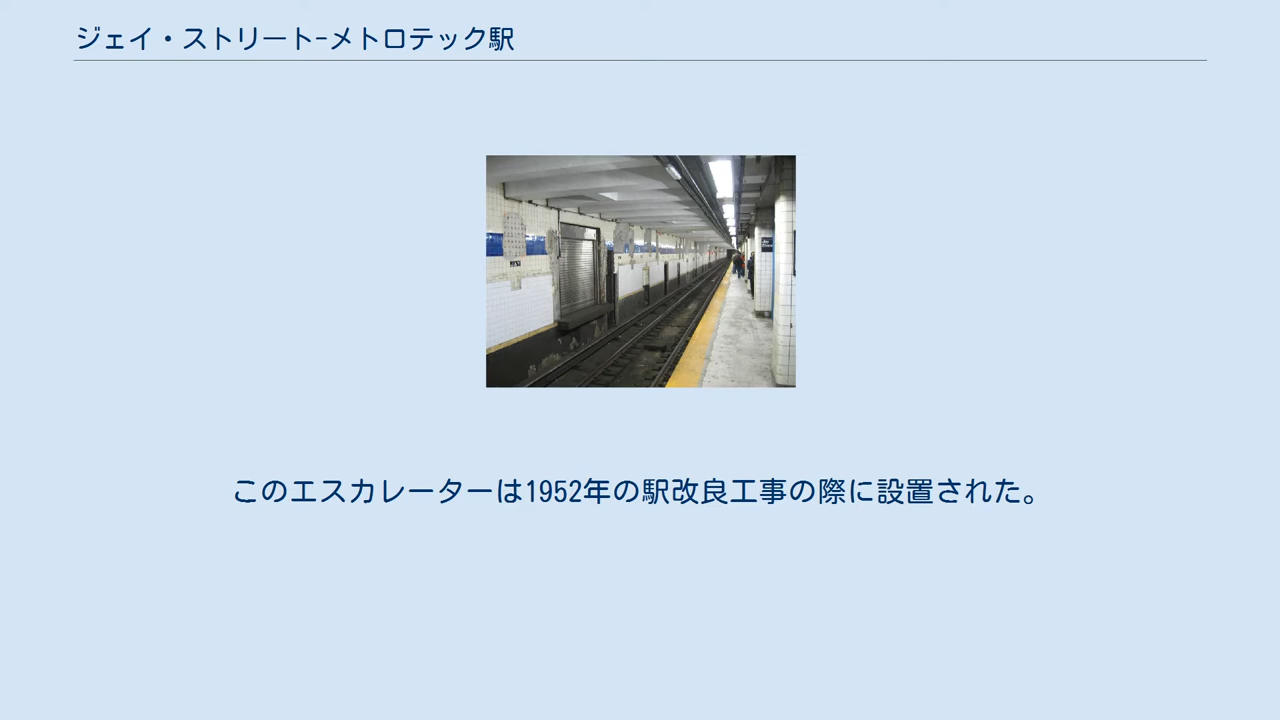 ジェイ・ストリート-メトロテック駅
このエスカレーターは1952年の駅改良工事の際に設置された。